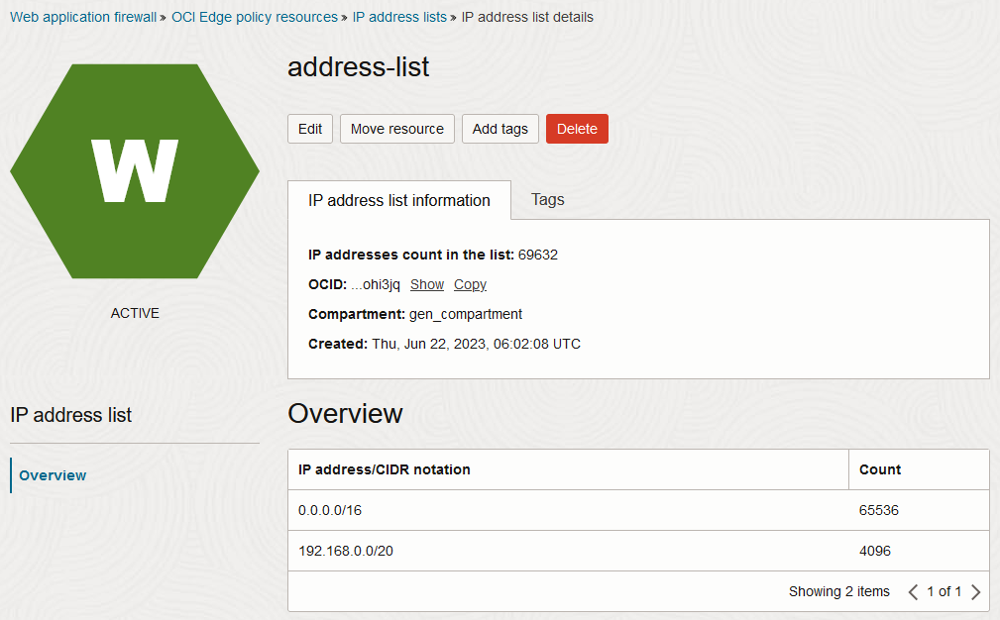 Web application firewall » OCI Edge policy resources » IP address lists » IP address list details
W
ACTIVE
address-list
Edit Move resource Add tags Delete
IP address list information Tags
IP addresses count in the list: 69632
OCID: ...ohi3jq Show Copy
Compartment: gen_compartment
Created: Thu, Jun 22, 2023, 06:02:08 UTC
IP address list
Overview
Overview
IP address/CIDR notation Count
0.0.0.0/16 65536
192.168.0.0/20 4096
Showing 2 items 1 of 1